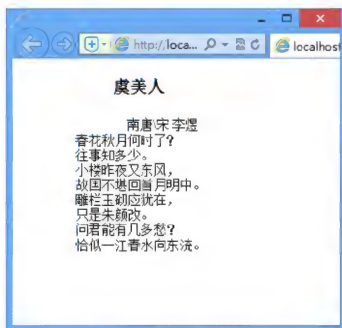 http://loca...
localhost
虞美人
南唐\宋 李煜
春花秋月何时了？
往事知多少。
小楼昨夜又东风，
故国不堪回首月明中。
雕栏玉砌应犹在，
只是朱颜改。
问君能有几多愁？
恰似一江春水向东流。